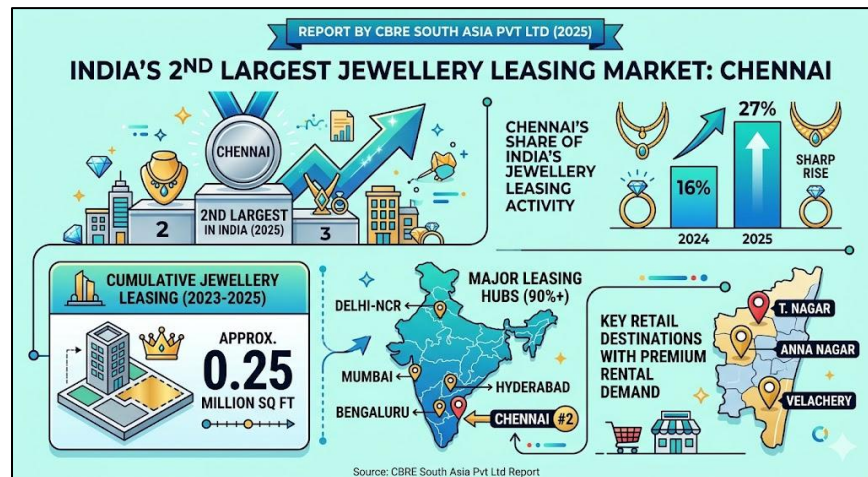 REPORT BY CBRE SOUTH ASIA PVT LTD (2025)
INDIA'S 2ND LARGEST JEWELLERY LEASING MARKET: CHENNAI
CHENNAI
2
2ND LARGEST
IN INDIA (2025)
3
CHENNAI'S
SHARE OF
INDIA'S
JEWELLERY
LEASING
ACTIVITY
16%
27%
SHARP
RISE
2024
2025
CUMULATIVE JEWELLERY
LEASING (2023-2025)
APPROX.
0.25
MILLION SQ FT
MAJOR LEASING
HUBS (90%+)
DELHI-NCR
MUMBAI
HYDERABAD
BENGALURU
CHENNAI #2
KEY RETAIL
DESTINATIONS
WITH PREMIUM
RENTAL
DEMAND
T. NAGAR
ANNA NAGAR
VELACHERY
Source: CBRE South Asia Pvt Ltd Report